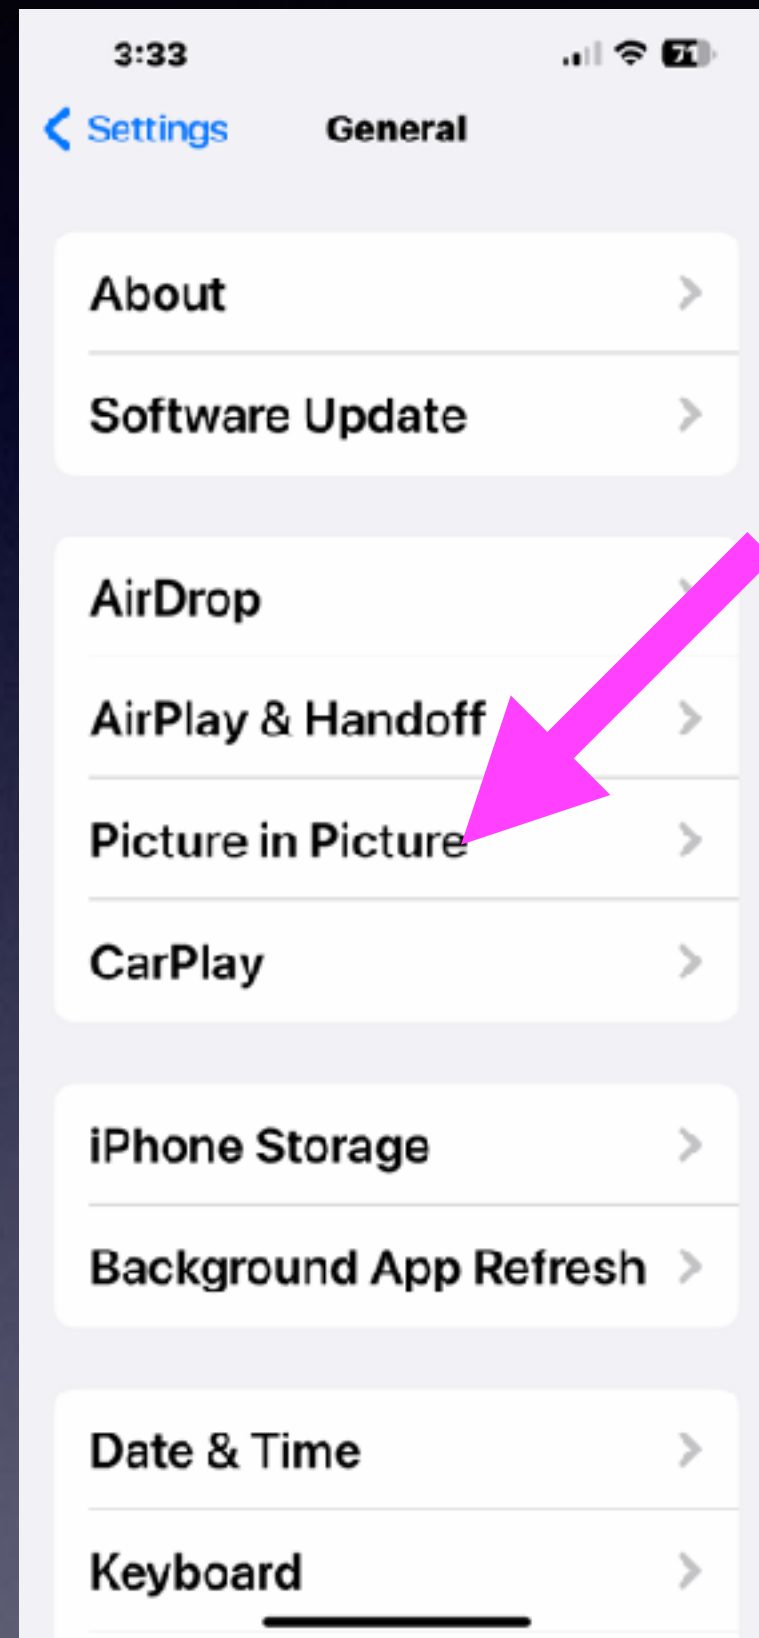 3:33
71
Settings
General
About
Software Update
AirDrop
AirPlay & Handoff
Picture in Picture
CarPlay
iPhone Storage
Background App Refresh
Date & Time
Keyboard